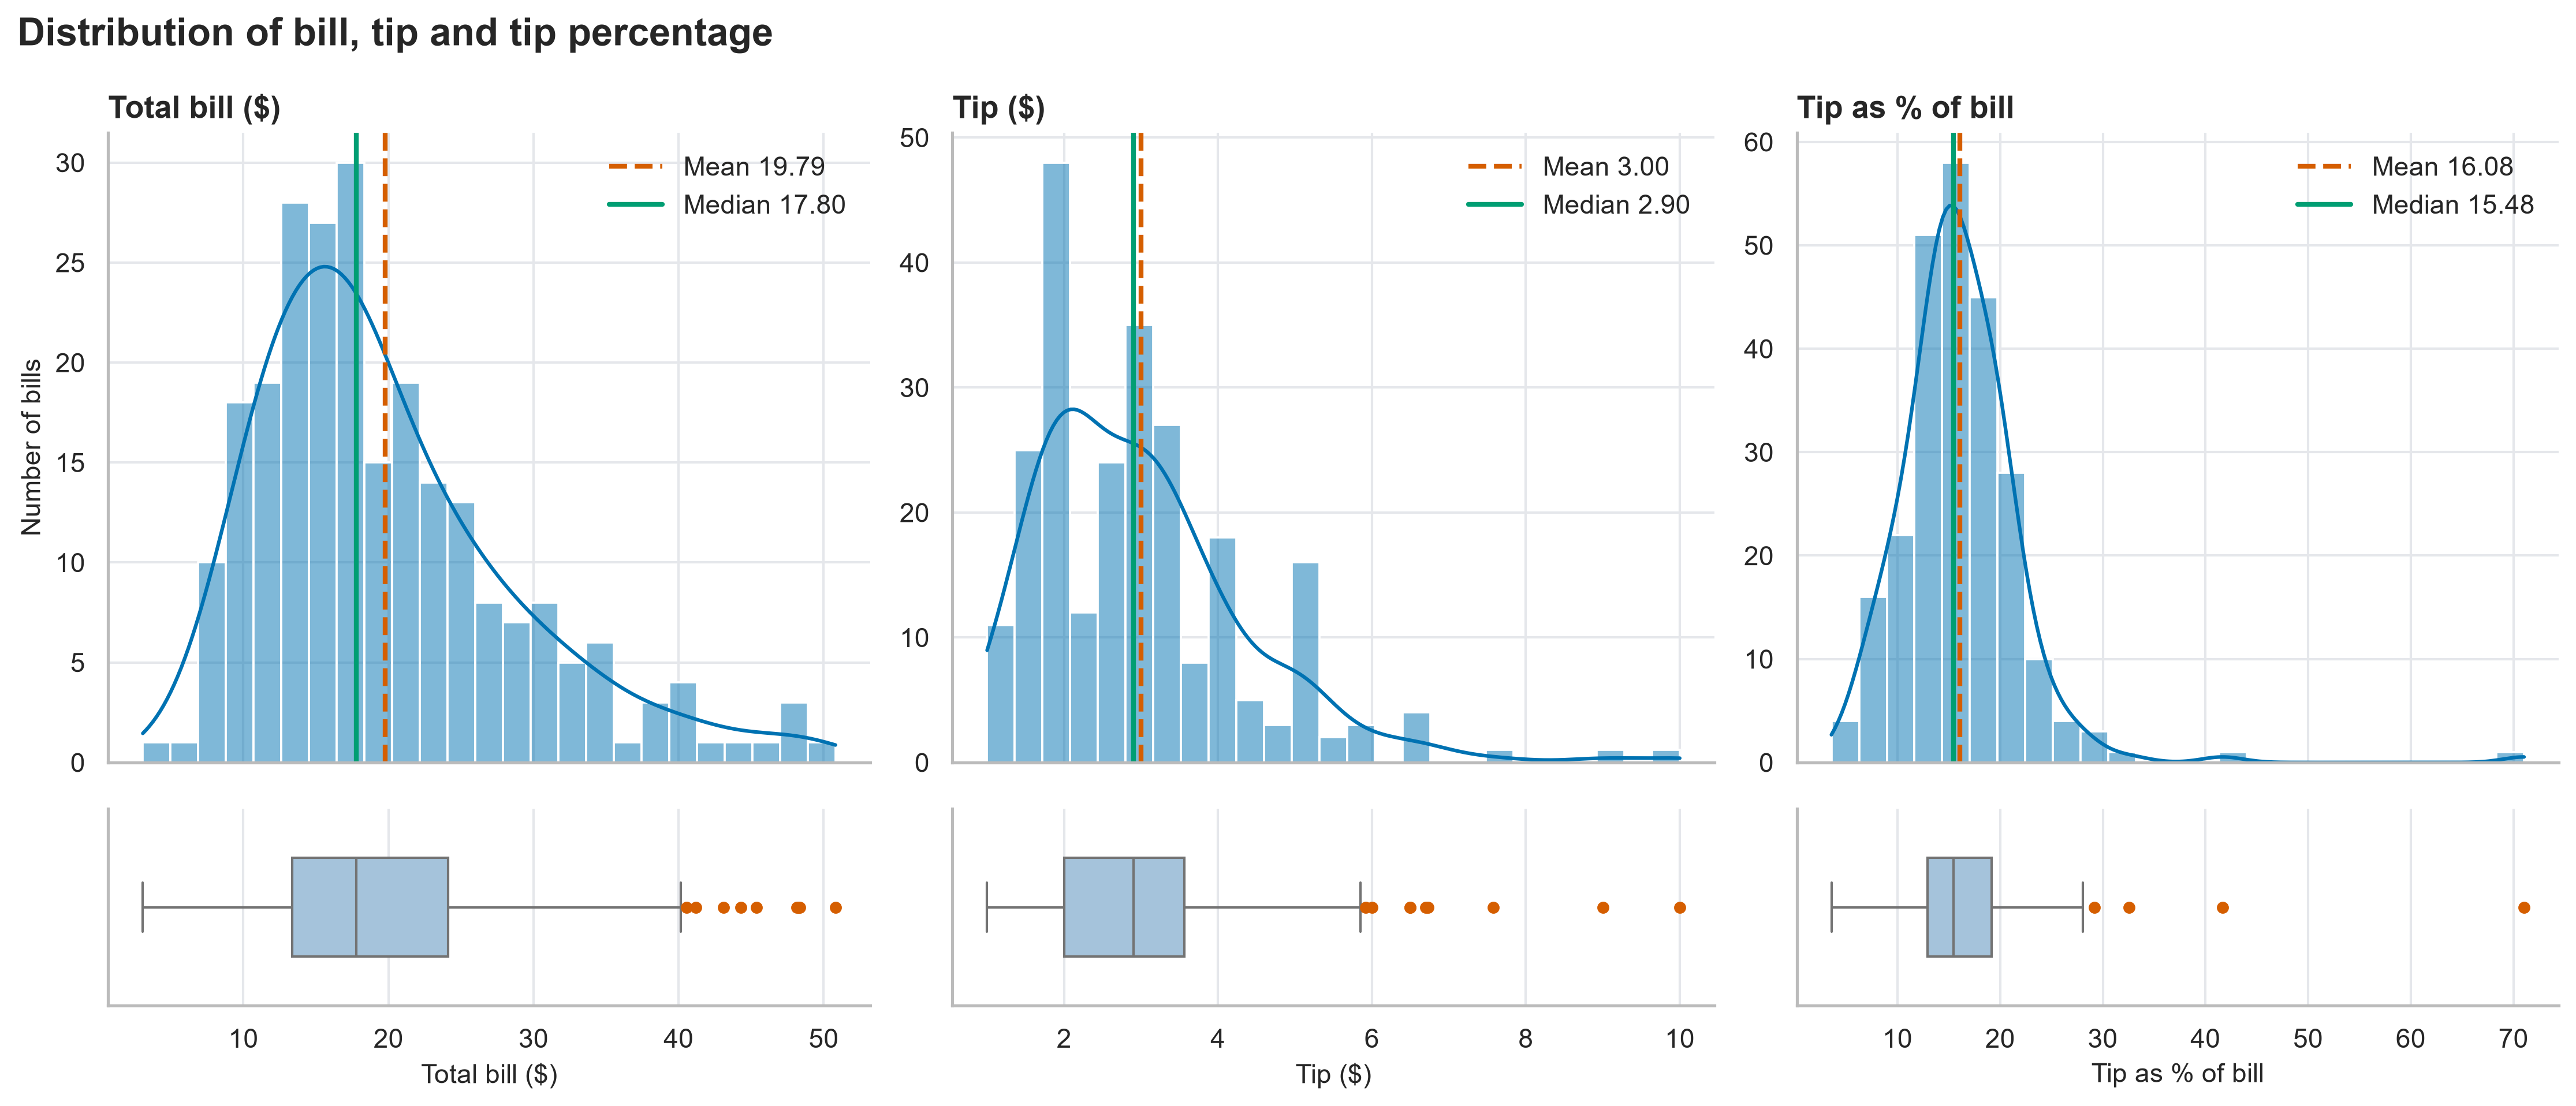 Distribution of bill, tip and tip percentage
Total bill ($)
Mean 19.79
Median 17.80
30
25
20
15
10
5
0
Number of bills
10 20 30 40 50
Total bill ($)
Tip ($)
Mean 3.00
Median 2.90
50
40
30
20
10
0
2 4 6 8 10
Tip ($)
Tip as % of bill
Mean 16.08
Median 15.48
60
50
40
30
20
10
0
10 20 30 40 50 60 70
Tip as % of bill